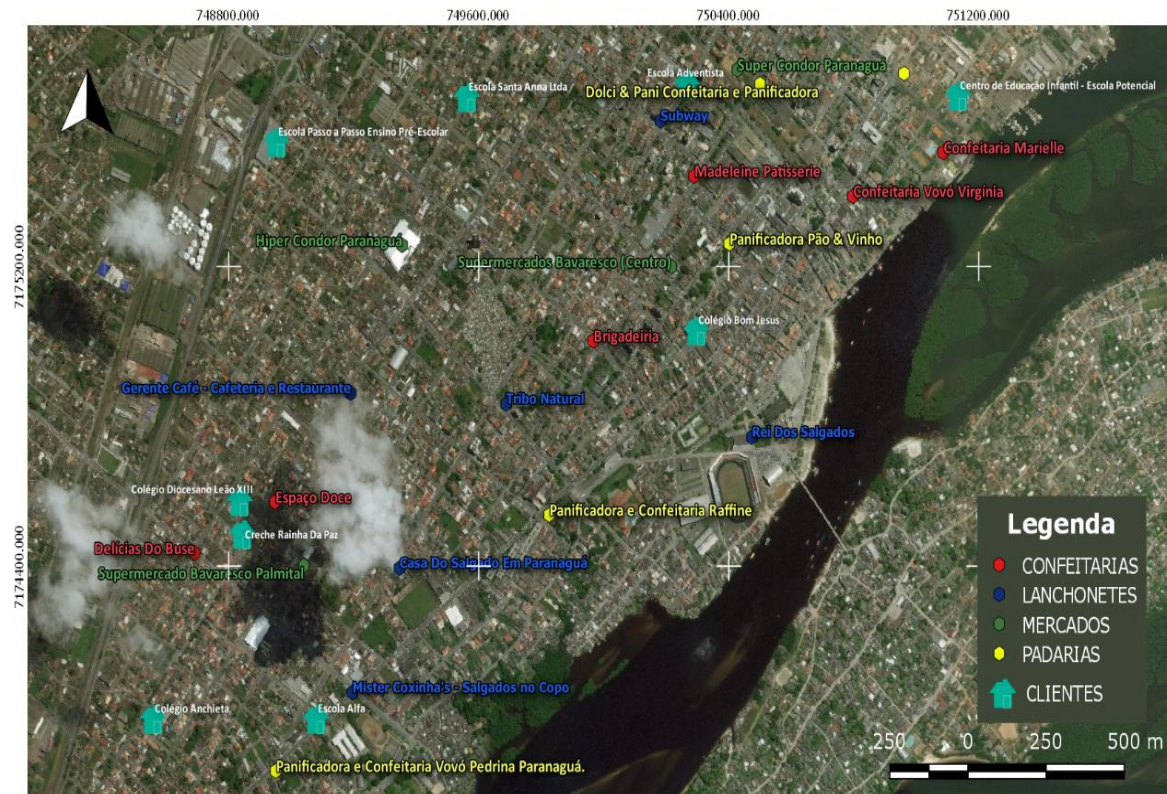 748800.000
749600.000
750400.000
751200.000
Super Condor Paranaguá
Escola Adventista
Escola Santa Anna Ltda
Dolci & Pani Confeitaria e Panificadora
Centro de Educação Infantil - Escola Potencial
Subway
Escola Passo a Passo Ensino Pré-Escolar
Confeitaria Marielle
Madeleine Patisserie
Confeitaria Vovó Virgínia
7175200.000
Hiper Condor Paranaguá
Panificadora Pão & Vinho
Supermercados Bavaresco (Centro)
Colégio Bom Jesus
Brigadeiria
Gerente Café - Cafeteria e Restaurante
Tribo Natural
Rei Dos Salgados
Colégio Diocesano Leão XIII
Espaço Doce
Panificadora e Confeitaria Raffine
Creche Rainha Da Paz
Delícias Do Buse
7174400.000
Supermercado Bavaresco Palmital
Casa Do Salgado Em Paranaguá
Mister Coxinha's - Salgados no Copo
Colégio Anchieta
Escola Alfa
Panificadora e Confeitaria Vovó Pedrina Paranaguá.
Legenda
CONFEITARIAS
LANCHONETES
MERCADOS
PADARIAS
CLIENTES
250 0 250 500 m